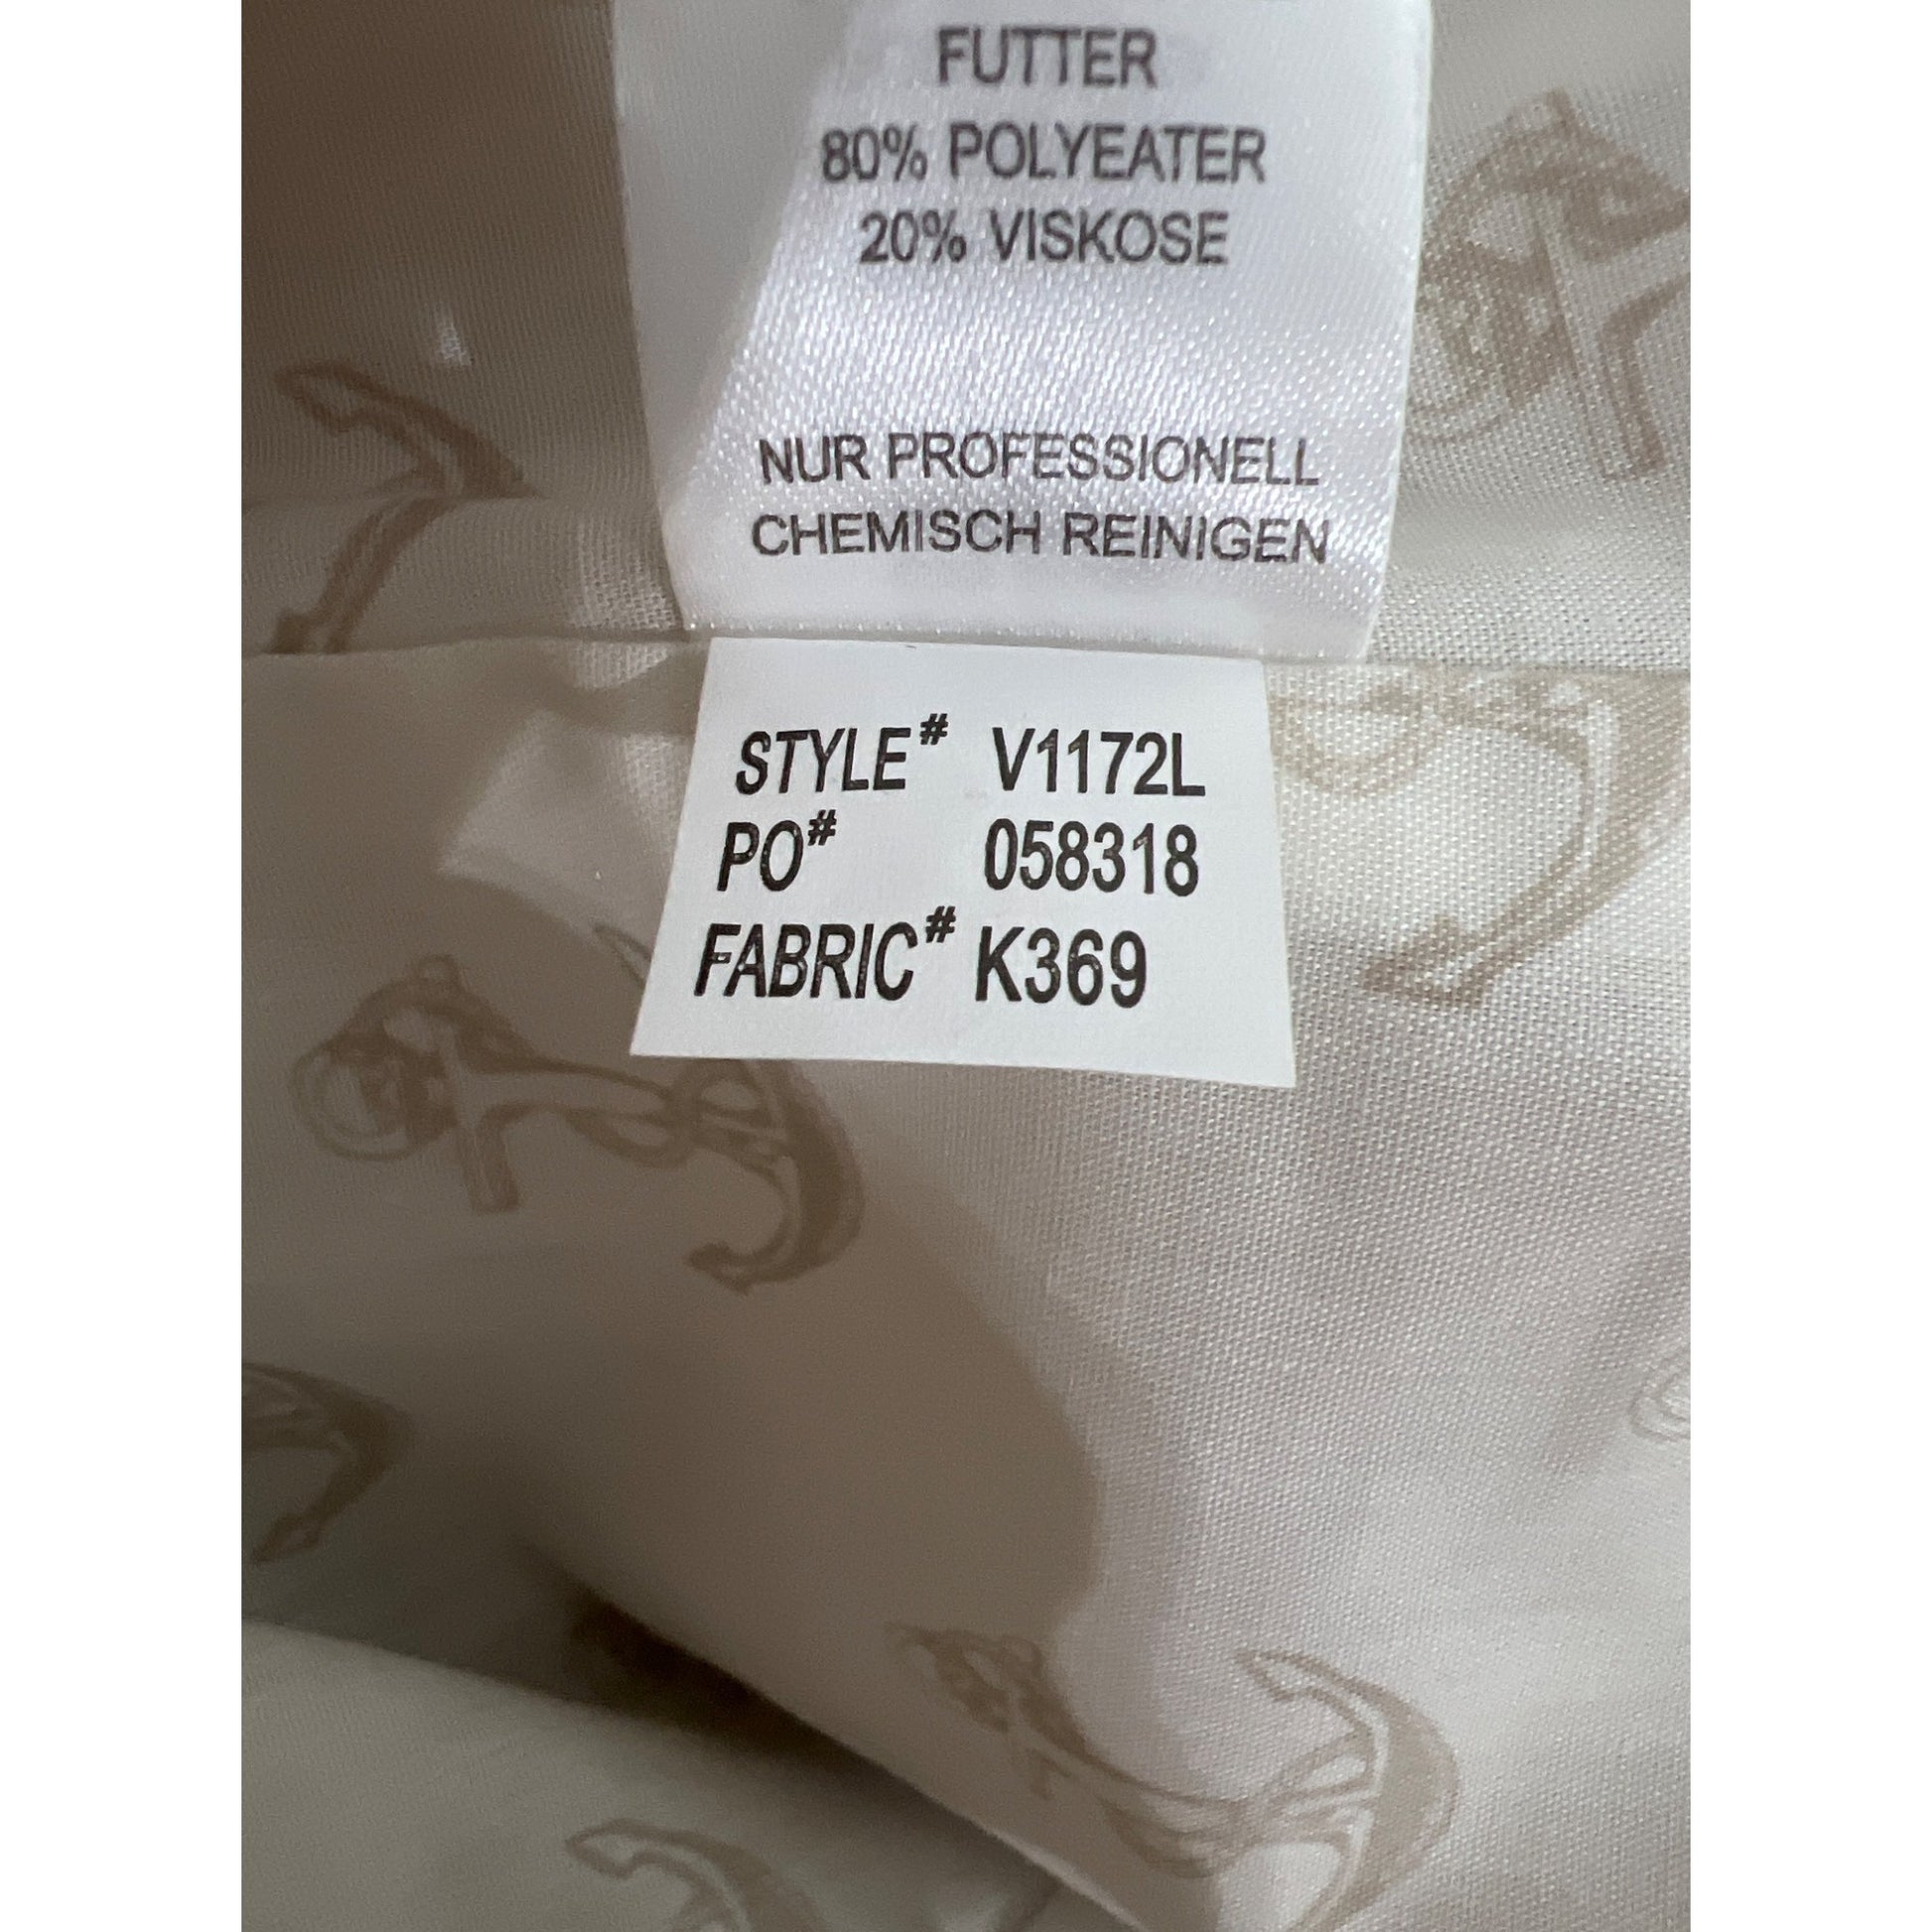 FUTTER
80% POLYEATER
20% VISKOSE
NUR PROFESSIONELL
CHEMISCH REINIGEN
STYLE# V1172L
PO# 058318
FABRIC# K369